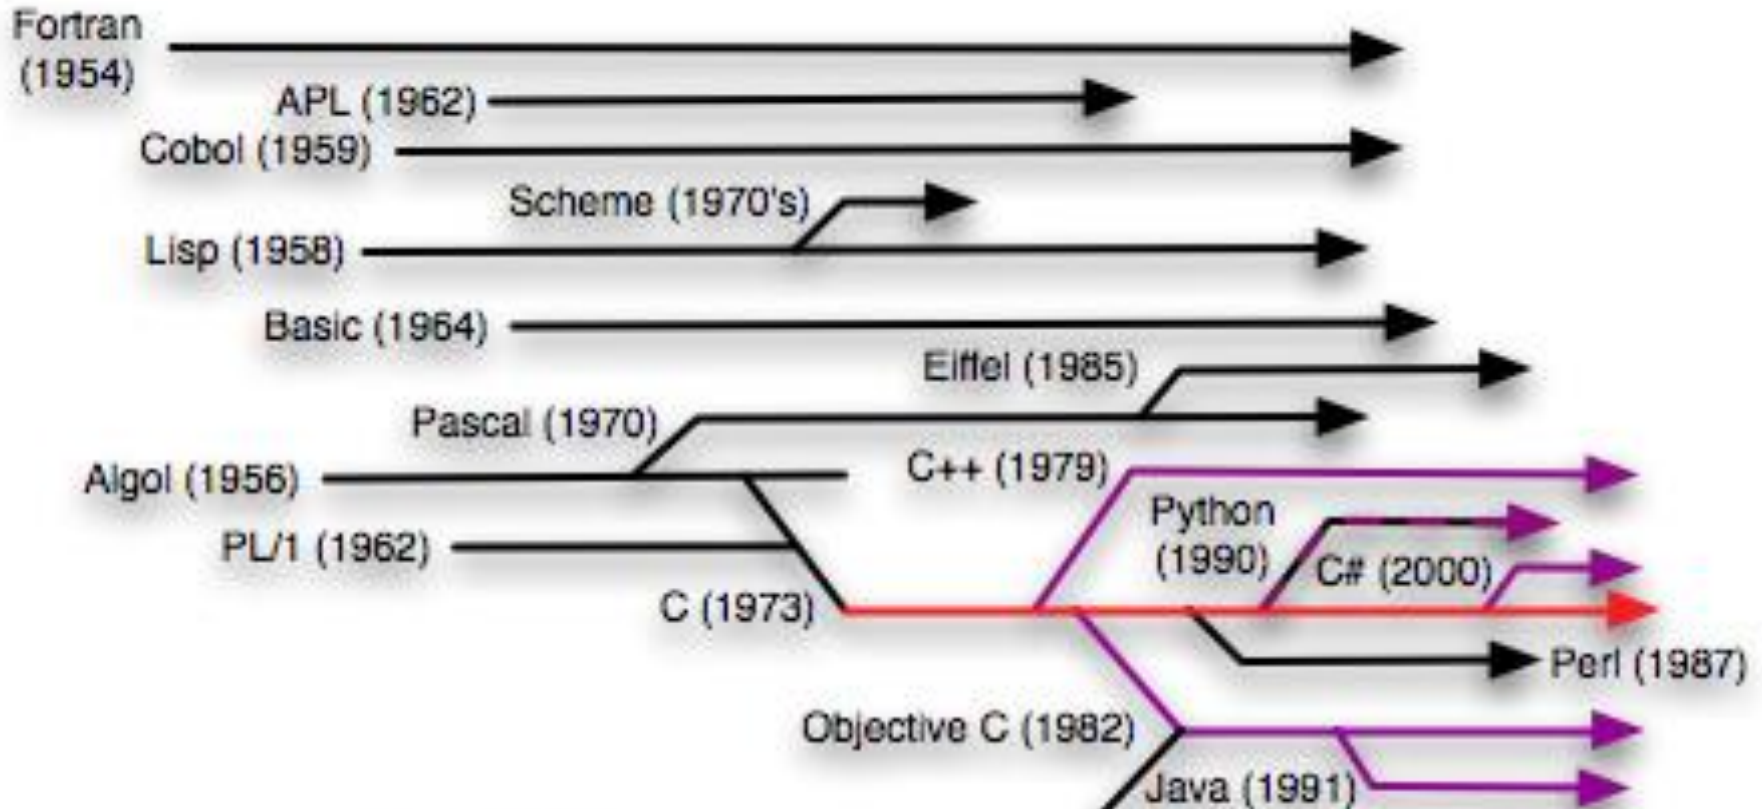 Fortran
(1954)
APL (1962)
Cobol (1959)
Scheme (1970's)
Lisp (1958)
Basic (1964)
Eiffel (1985)
Pascal (1970)
C++ (1979)
Algol (1956)
Python
(1990)
PL/1 (1962)
C# (2000)
C (1973)
Perl (1987)
Objective C (1982)
Java (1991)